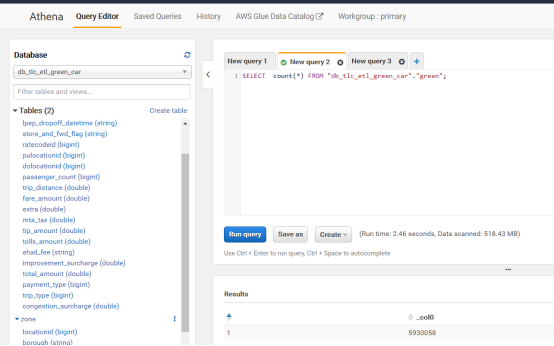 Athena Query Editor Saved Queries History AWS Glue Data Catalog Workgroup : primary
Database
db_tlc_etl_green_car
Filter tables and views...
Tables (2) Create table
lpep_dropoff_datetime (string)
store_and_fwd_flag (string)
ratecodeid (bigint)
pulocationid (bigint)
dolocationid (bigint)
passenger_count (bigint)
trip_distance (double)
fare_amount (double)
extra (double)
mta_tax (double)
tip_amount (double)
tolls_amount (double)
ehail_fee (string)
improvement_surcharge (double)
total_amount (double)
payment_type (bigint)
trip_type (bigint)
congestion_surcharge (double)
zone
locationid (bigint)
borough (string)
New query 1 New query 2 New query 3
1 SELECT count(*) FROM "db_tlc_etl_green_car"."green";
Run query Save as Create (Run time: 2.46 seconds, Data scanned: 518.43 MB)
Use Ctrl + Enter to run query, Ctrl + Space to autocomplete
Results
_col0
1 5930058